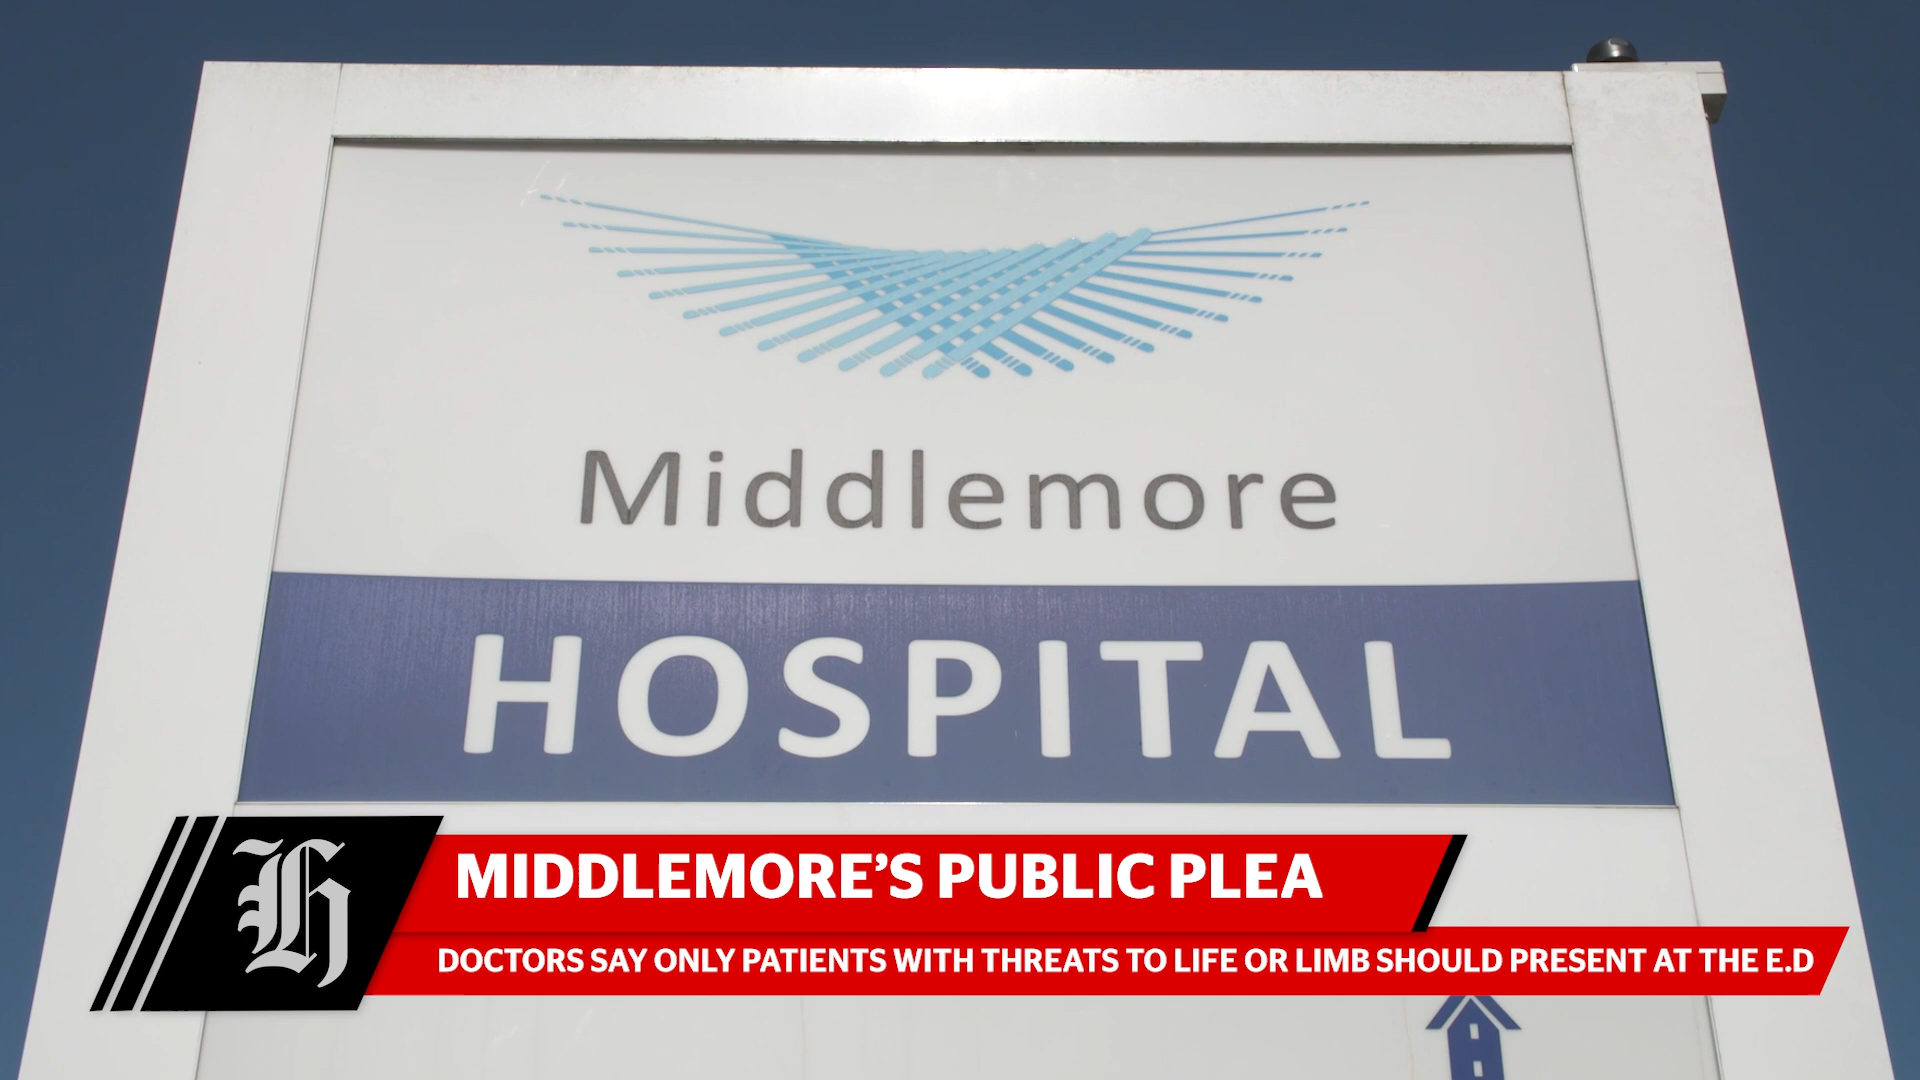 Middlemore
HOSPITAL
H
MIDDLEMORE’S PUBLIC PLEA
DOCTORS SAY ONLY PATIENTS WITH THREATS TO LIFE OR LIMB SHOULD PRESENT AT THE E.D